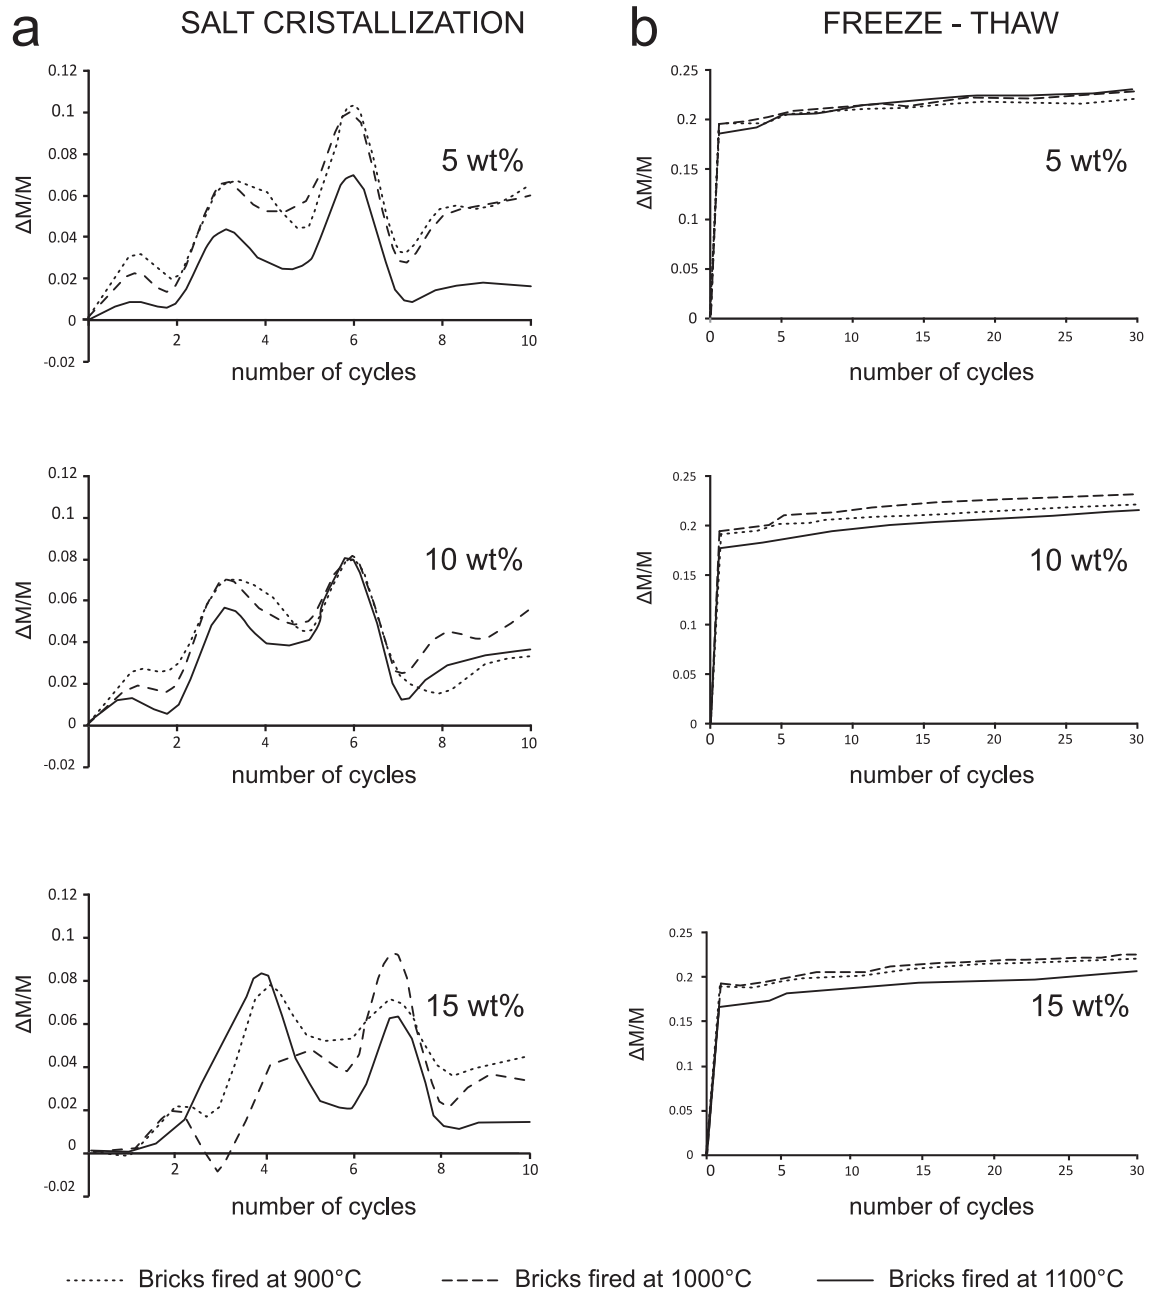 a SALT CRISTALLIZATION
0.12
0.1
0.08
0.06
0.04
0.02
0
-0.02
ΔM/M
5 wt%
2 4 6 8 10
number of cycles
b FREEZE - THAW
0.25
0.2
0.15
0.1
0.05
0
ΔM/M
5 wt%
0 5 10 15 20 25 30
number of cycles
0.12
0.1
0.08
0.06
0.04
0.02
0
-0.02
ΔM/M
10 wt%
2 4 6 8 10
number of cycles
0.25
0.2
0.15
0.1
0.05
0
ΔM/M
10 wt%
0 5 10 15 20 25 30
number of cycles
0.12
0.1
0.08
0.06
0.04
0.02
0
-0.02
ΔM/M
15 wt%
2 4 6 8 10
number of cycles
0.25
0.2
0.15
0.1
0.05
0
ΔM/M
15 wt%
0 5 10 15 20 25 30
number of cycles
Bricks fired at 900°C Bricks fired at 1000°C Bricks fired at 1100°C